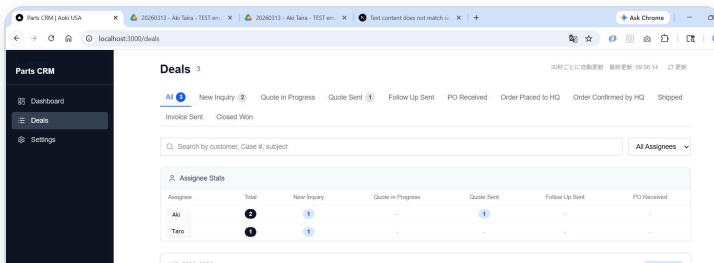 Parts CRM | Aoki USA
20260313 - Aki Taira - TEST em
20260313 - Aki Taira - TEST em
Text content does not match se
Ask Chrome
localhost:3000/deals
Parts CRM
Dashboard
Deals
Settings
Deals 3
30秒ごとに自動更新 最終更新: 09:56:14 更新
All 3 New Inquiry 2 Quote in Progress Quote Sent 1 Follow Up Sent PO Received Order Placed to HQ Order Confirmed by HQ Shipped
Invoice Sent Closed Won
Search by customer, Case #, subject
All Assignees
Assignee Stats
Assignee Total New Inquiry Quote in Progress Quote Sent Follow Up Sent PO Received
Aki 2 1 - 1 - -
Taro 1 1 - - - -